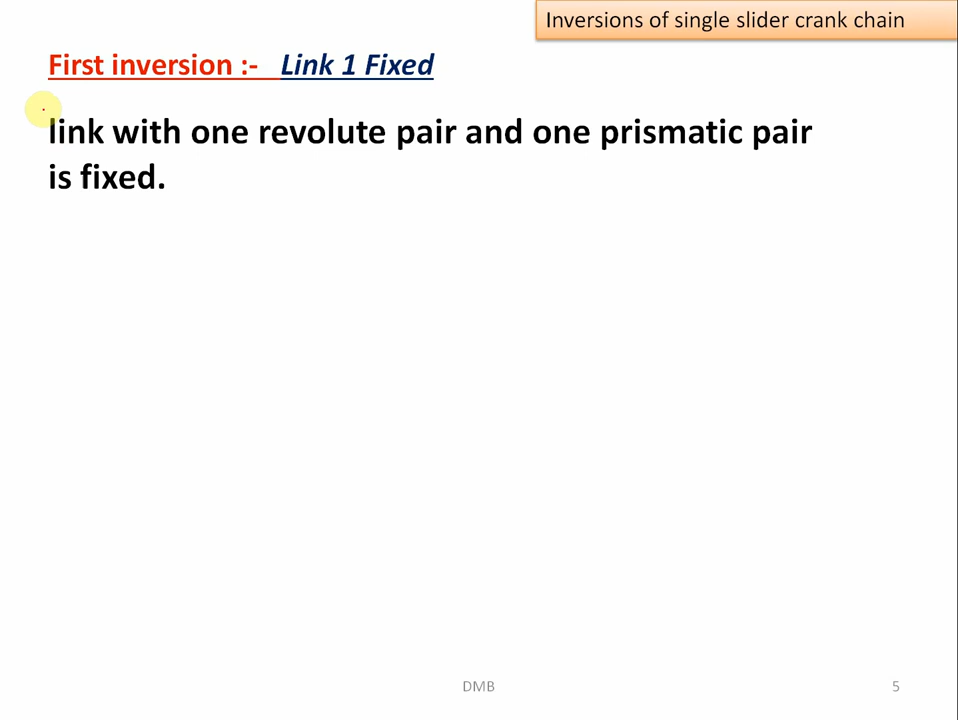 Inversions of single slider crank chain
First inversion :- Link 1 Fixed
link with one revolute pair and one prismatic pair
is fixed.
DMB 5